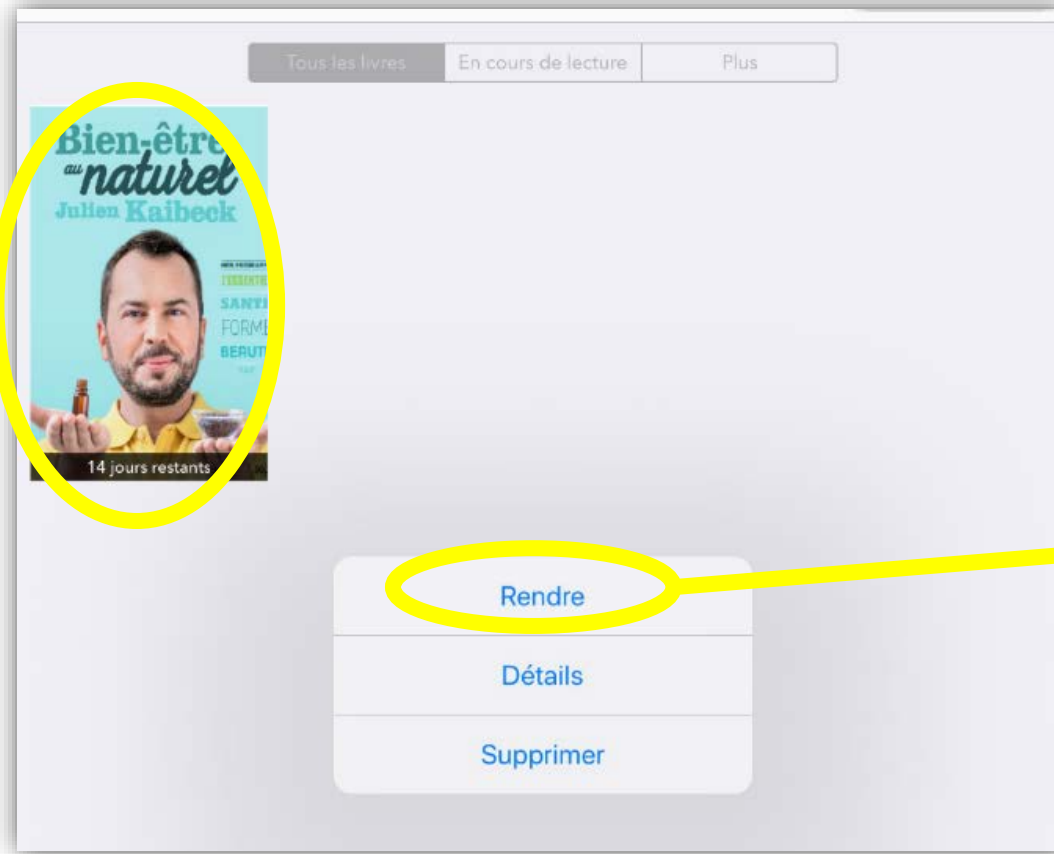 Tous les livres
En cours de lecture
Plus
Bien-être
au naturel
Julien Kaibeck
SANTÉ
FORME
BEAUTÉ
14 jours restants
Rendre
Détails
Supprimer